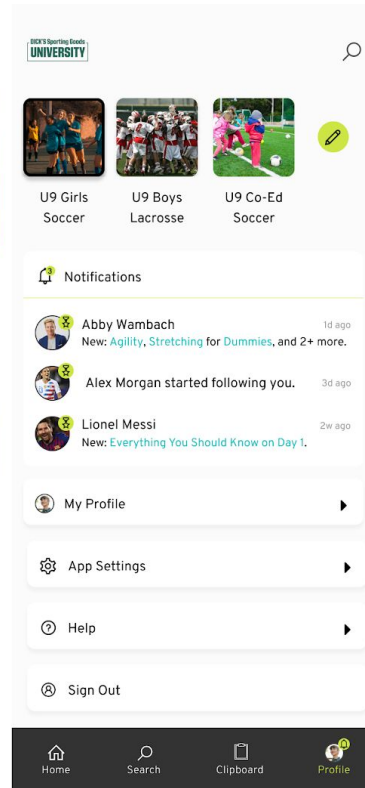 DICK'S Sporting Goods
UNIVERSITY
U9 Girls
Soccer
U9 Boys
Lacrosse
U9 Co-Ed
Soccer
3
Notifications
Abby Wambach
1d ago
New: Agility, Stretching for Dummies, and 2+ more.
Alex Morgan started following you.
3d ago
Lionel Messi
2w ago
New: Everything You Should Know on Day 1.
My Profile
App Settings
Help
Sign Out
Home
Search
Clipboard
Profile